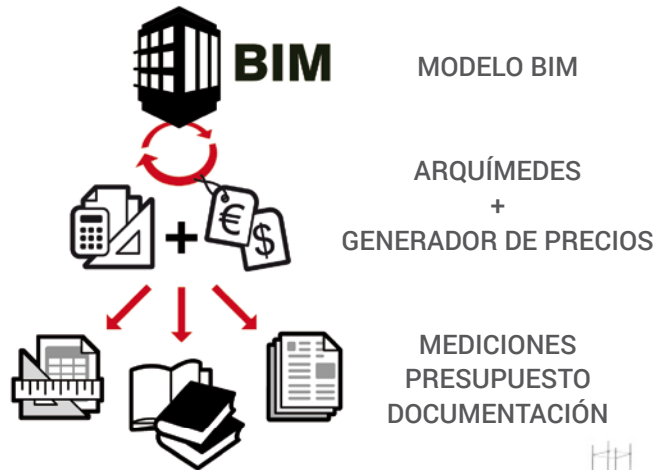 BIM
MODELO BIM
ARQUÍMEDES
+
GENERADOR DE PRECIOS
+
€
$
MEDICIONES
PRESUPUESTO
DOCUMENTACIÓN